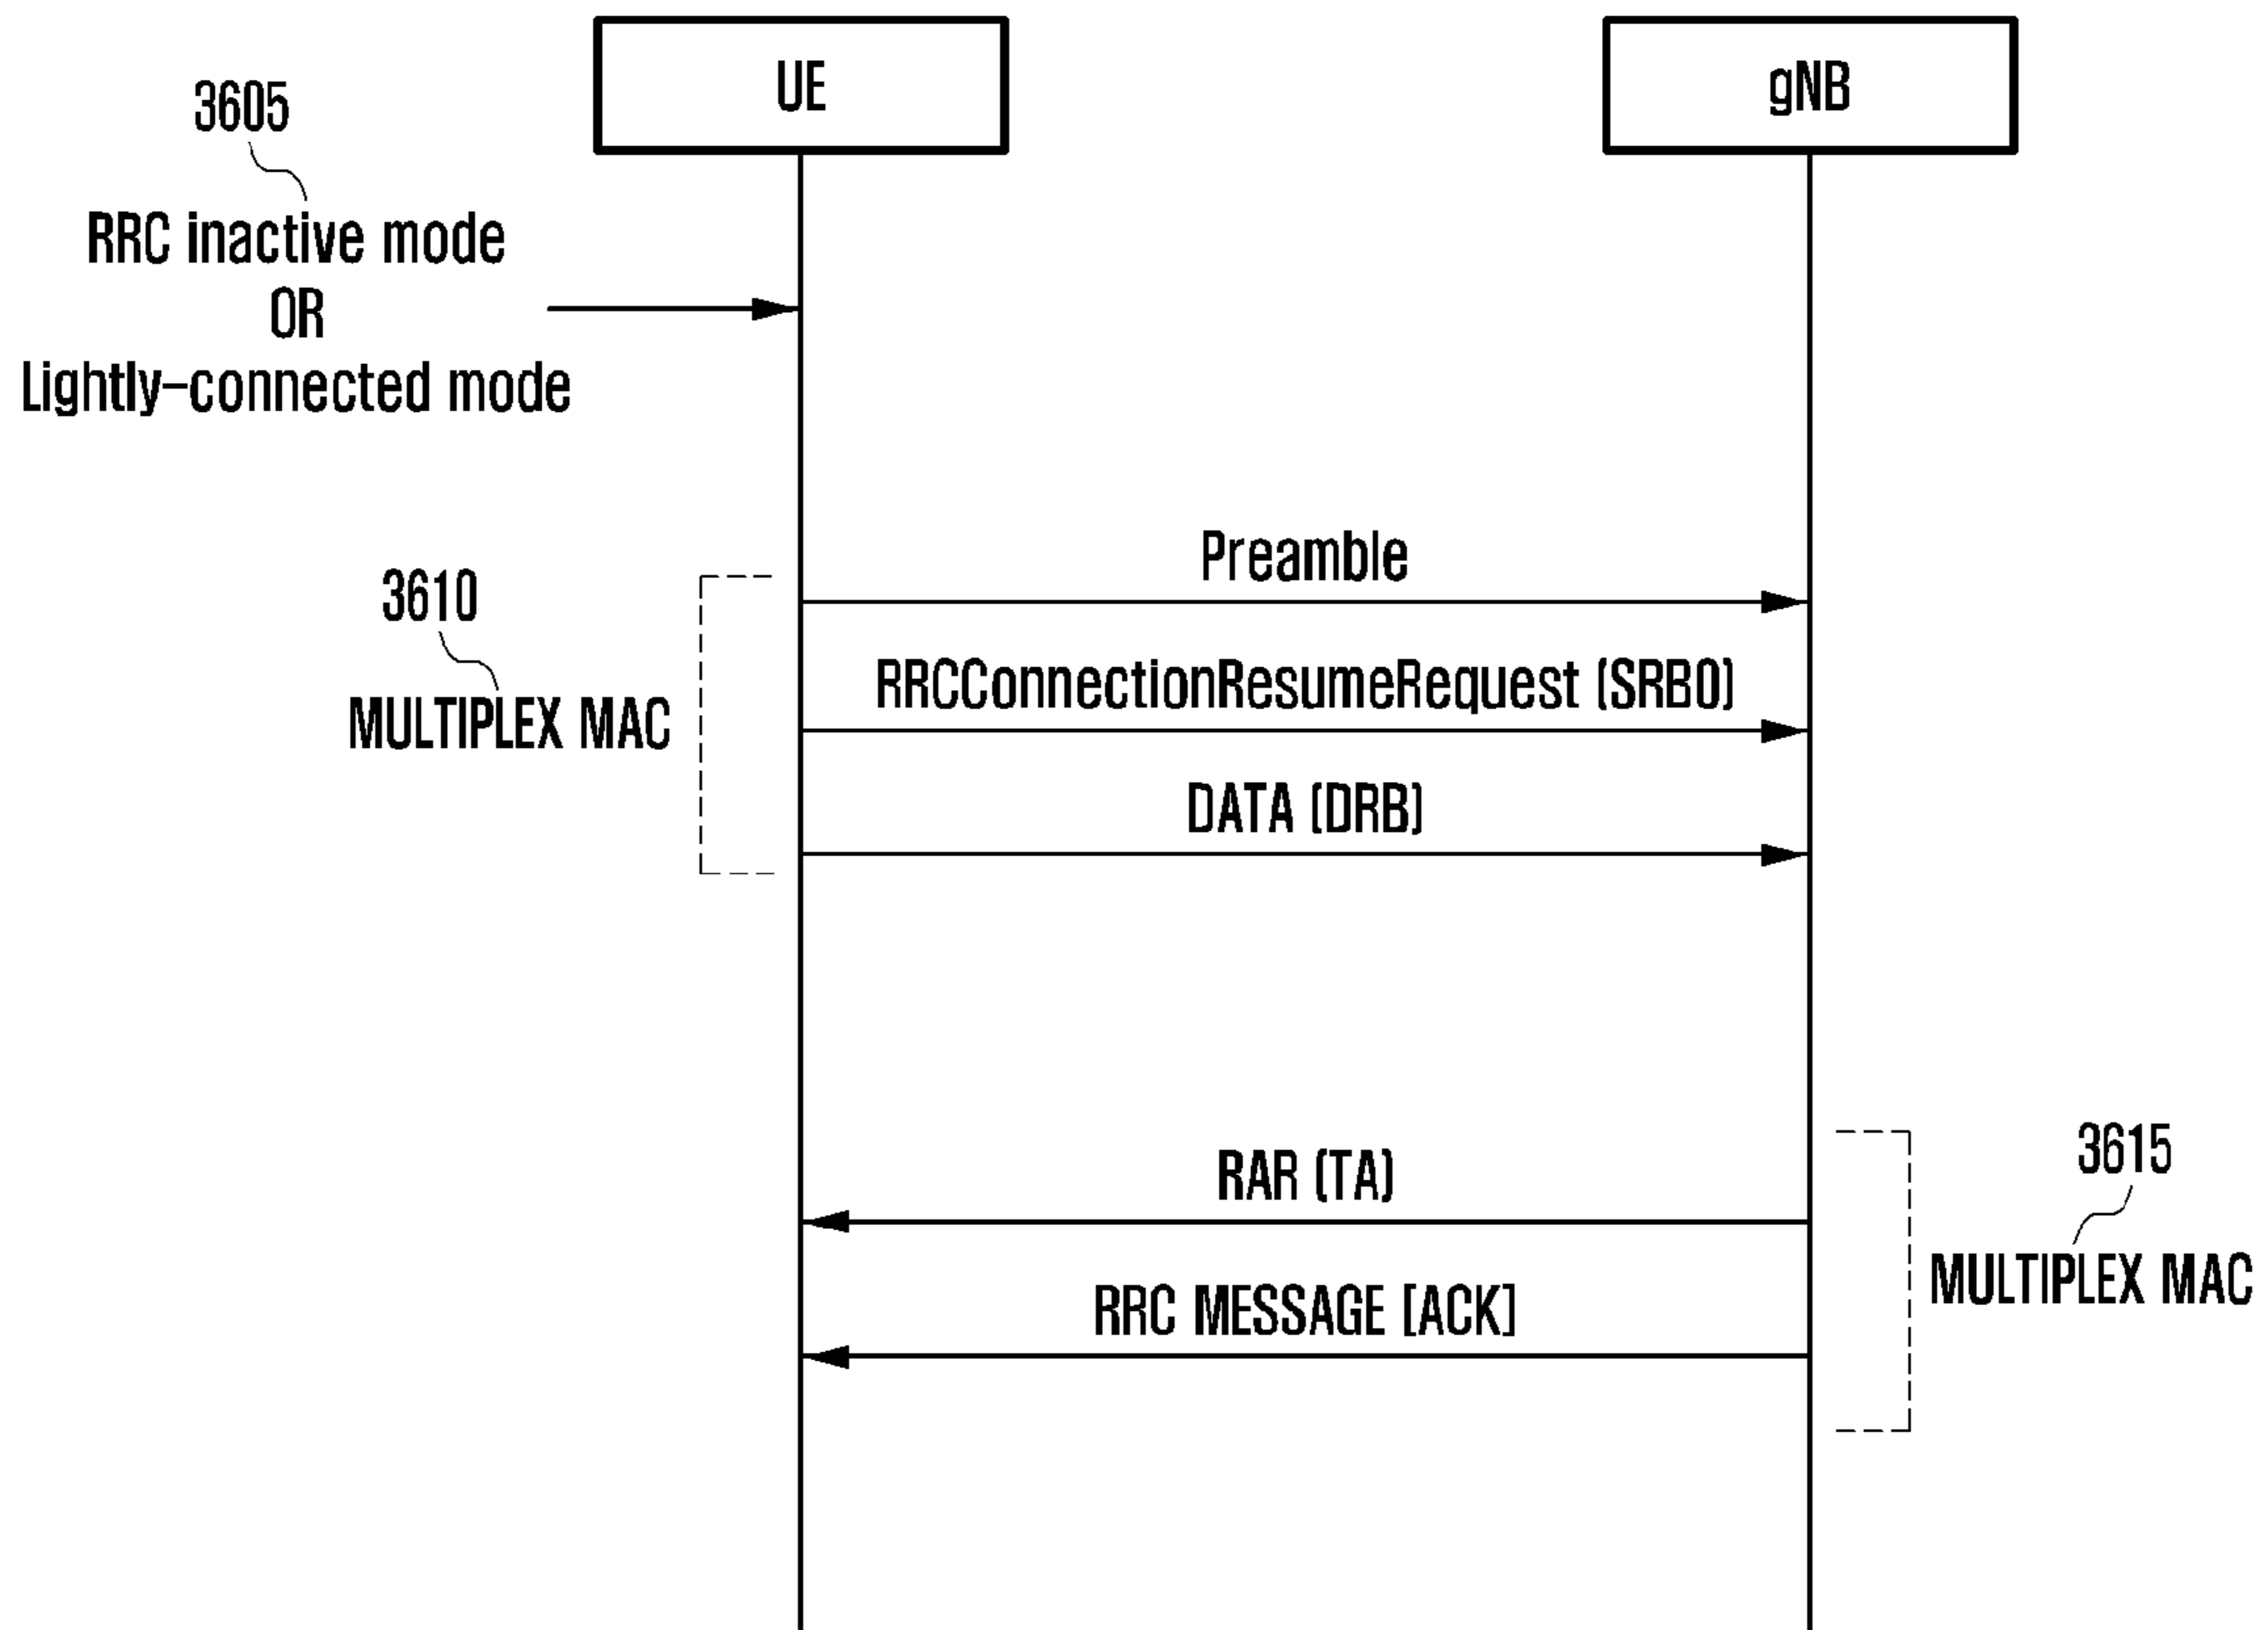 UE
gNB
3605
RRC inactive mode
OR
Lightly-connected mode
Preamble
3610
RRCConnectionResumeRequest (SRB0)
MULTIPLEX MAC
DATA (DRB)
RAR (TA)
3615
MULTIPLEX MAC
RRC MESSAGE [ACK]